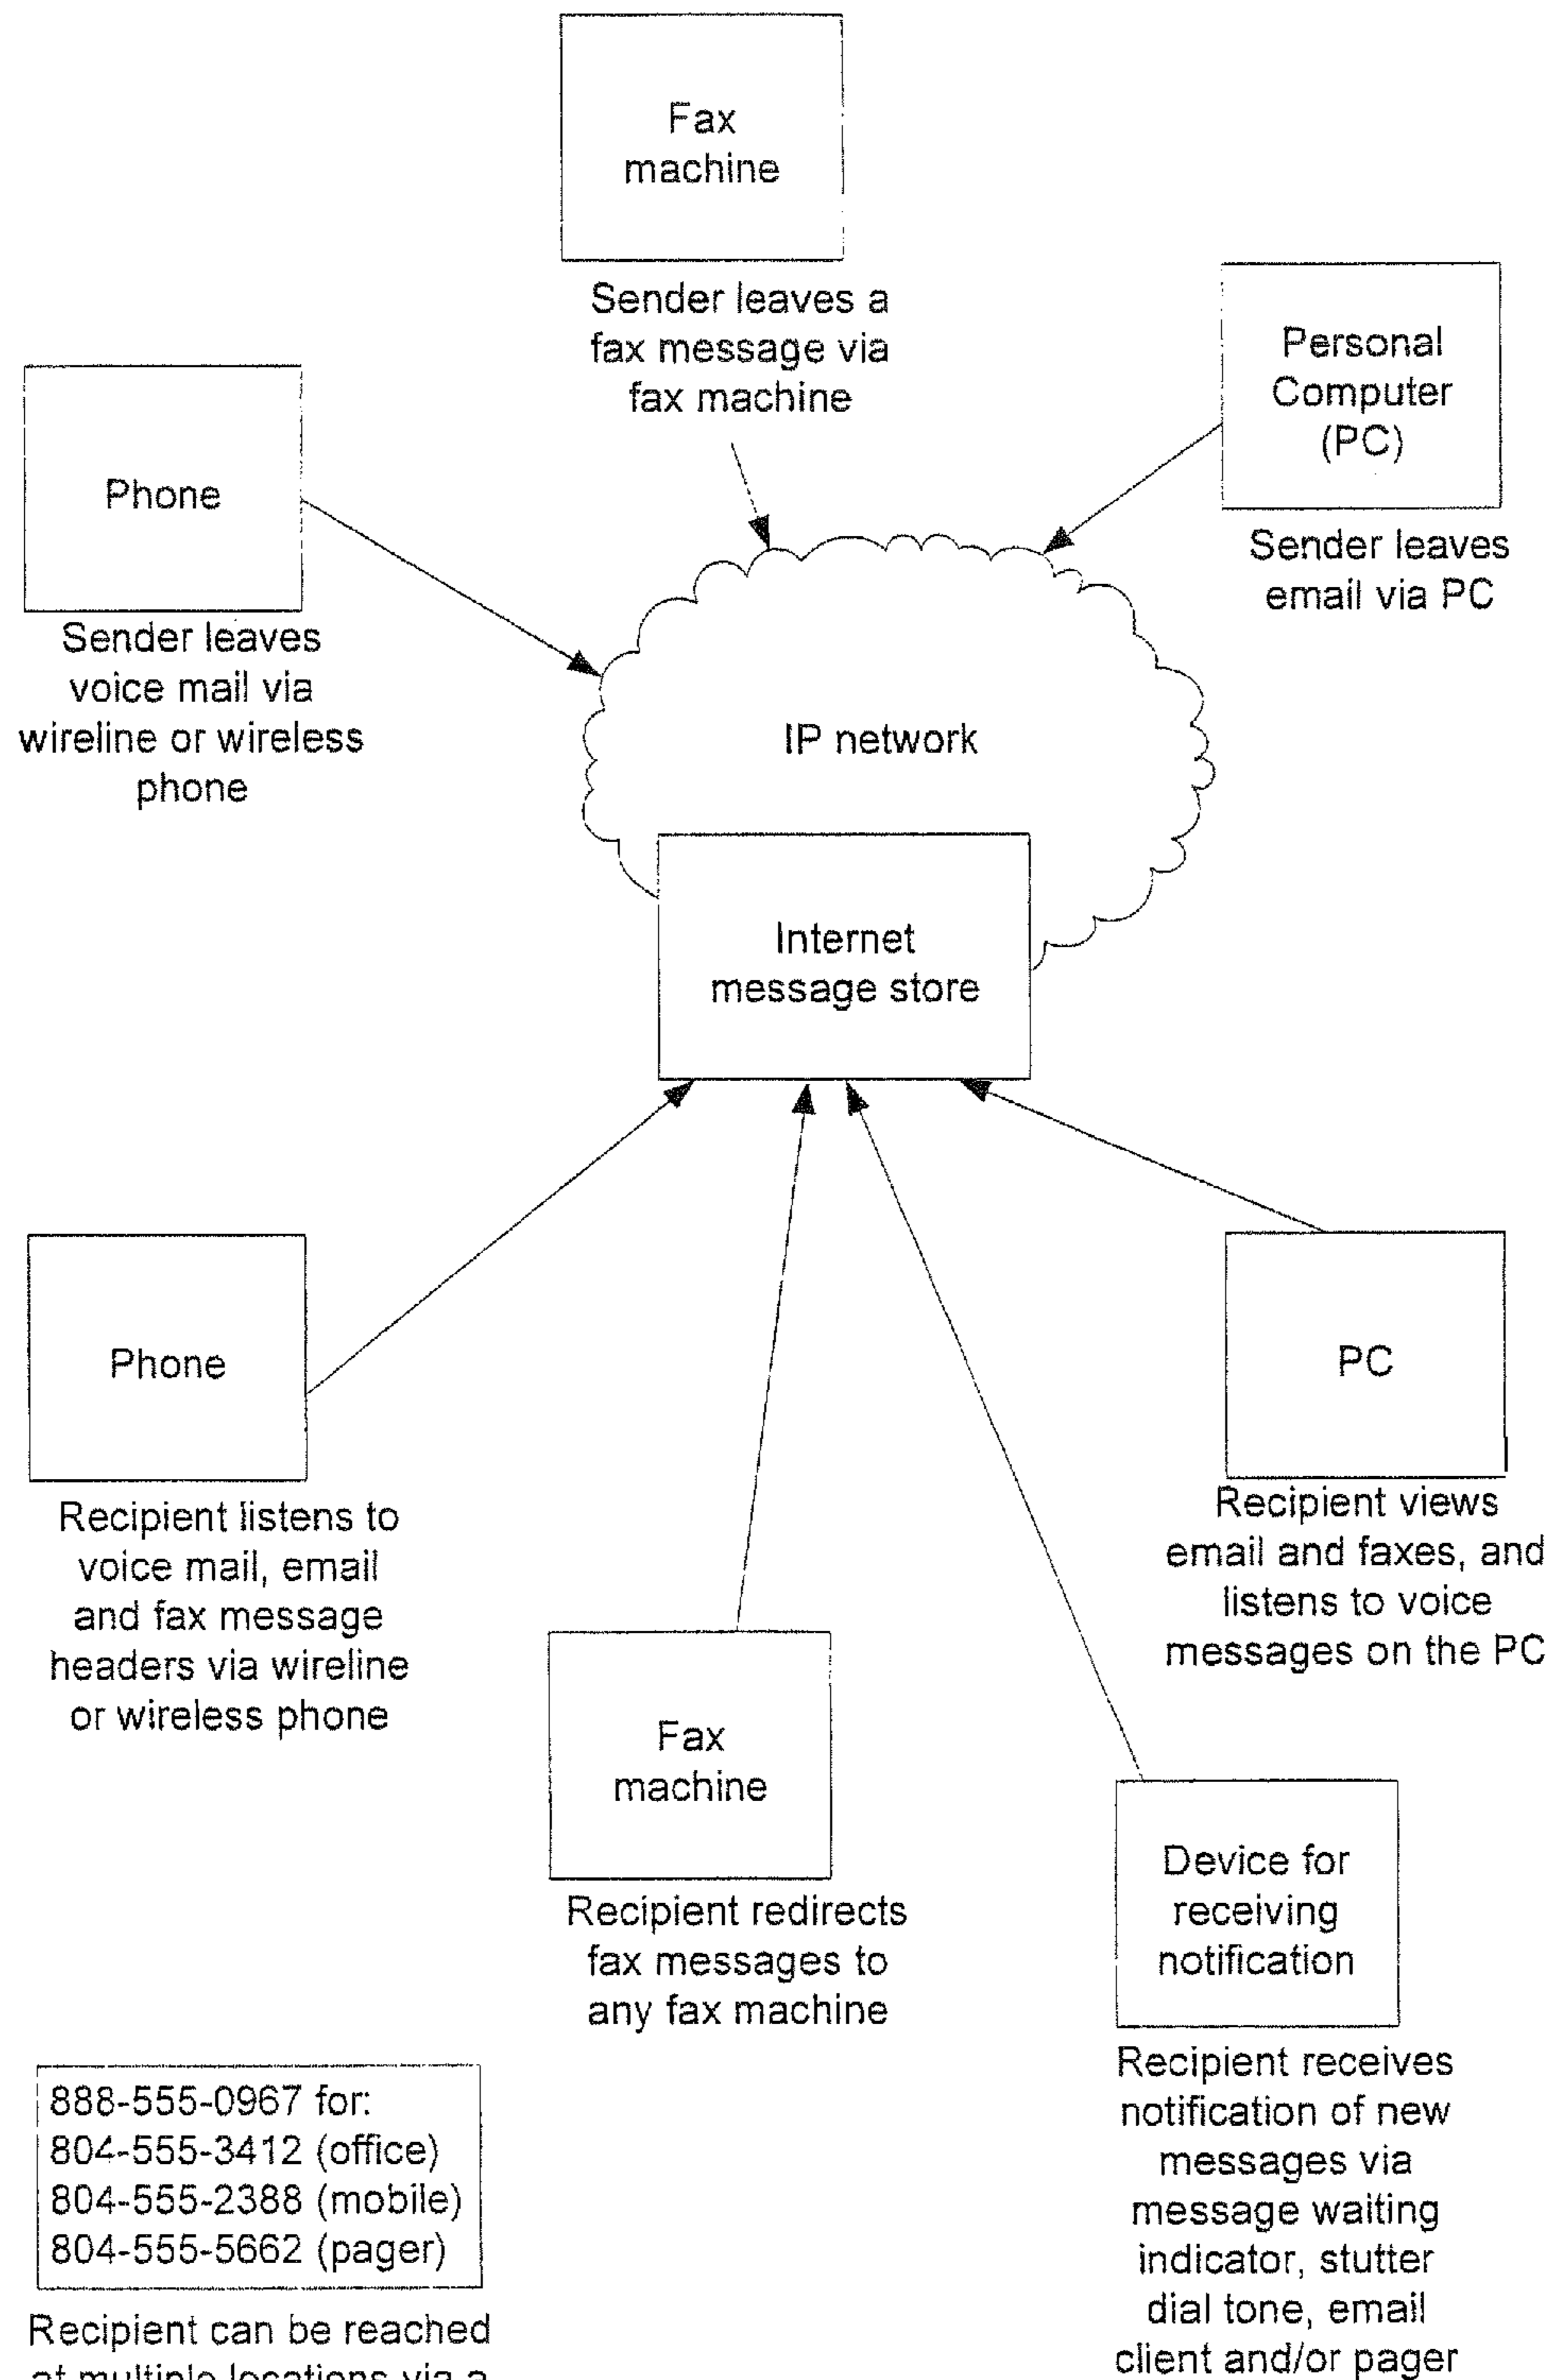 Fax
machine
Sender leaves a
fax message via
fax machine
Personal
Computer
(PC)
Sender leaves
email via PC
Phone
Sender leaves
voice mail via
wireline or wireless
phone
IP network
Internet
message store
Phone
Recipient listens to
voice mail, email
and fax message
headers via wireline
or wireless phone
PC
Recipient views
email and faxes, and
listens to voice
messages on the PC
Fax
machine
Recipient redirects
fax messages to
any fax machine
Device for
receiving
notification
Recipient receives
notification of new
messages via
message waiting
indicator, stutter
dial tone, email
client and/or pager
888-555-0967 for:
804-555-3412 (office)
804-555-2388 (mobile)
804-555-5662 (pager)
Recipient can be reached
at multiple locations via a